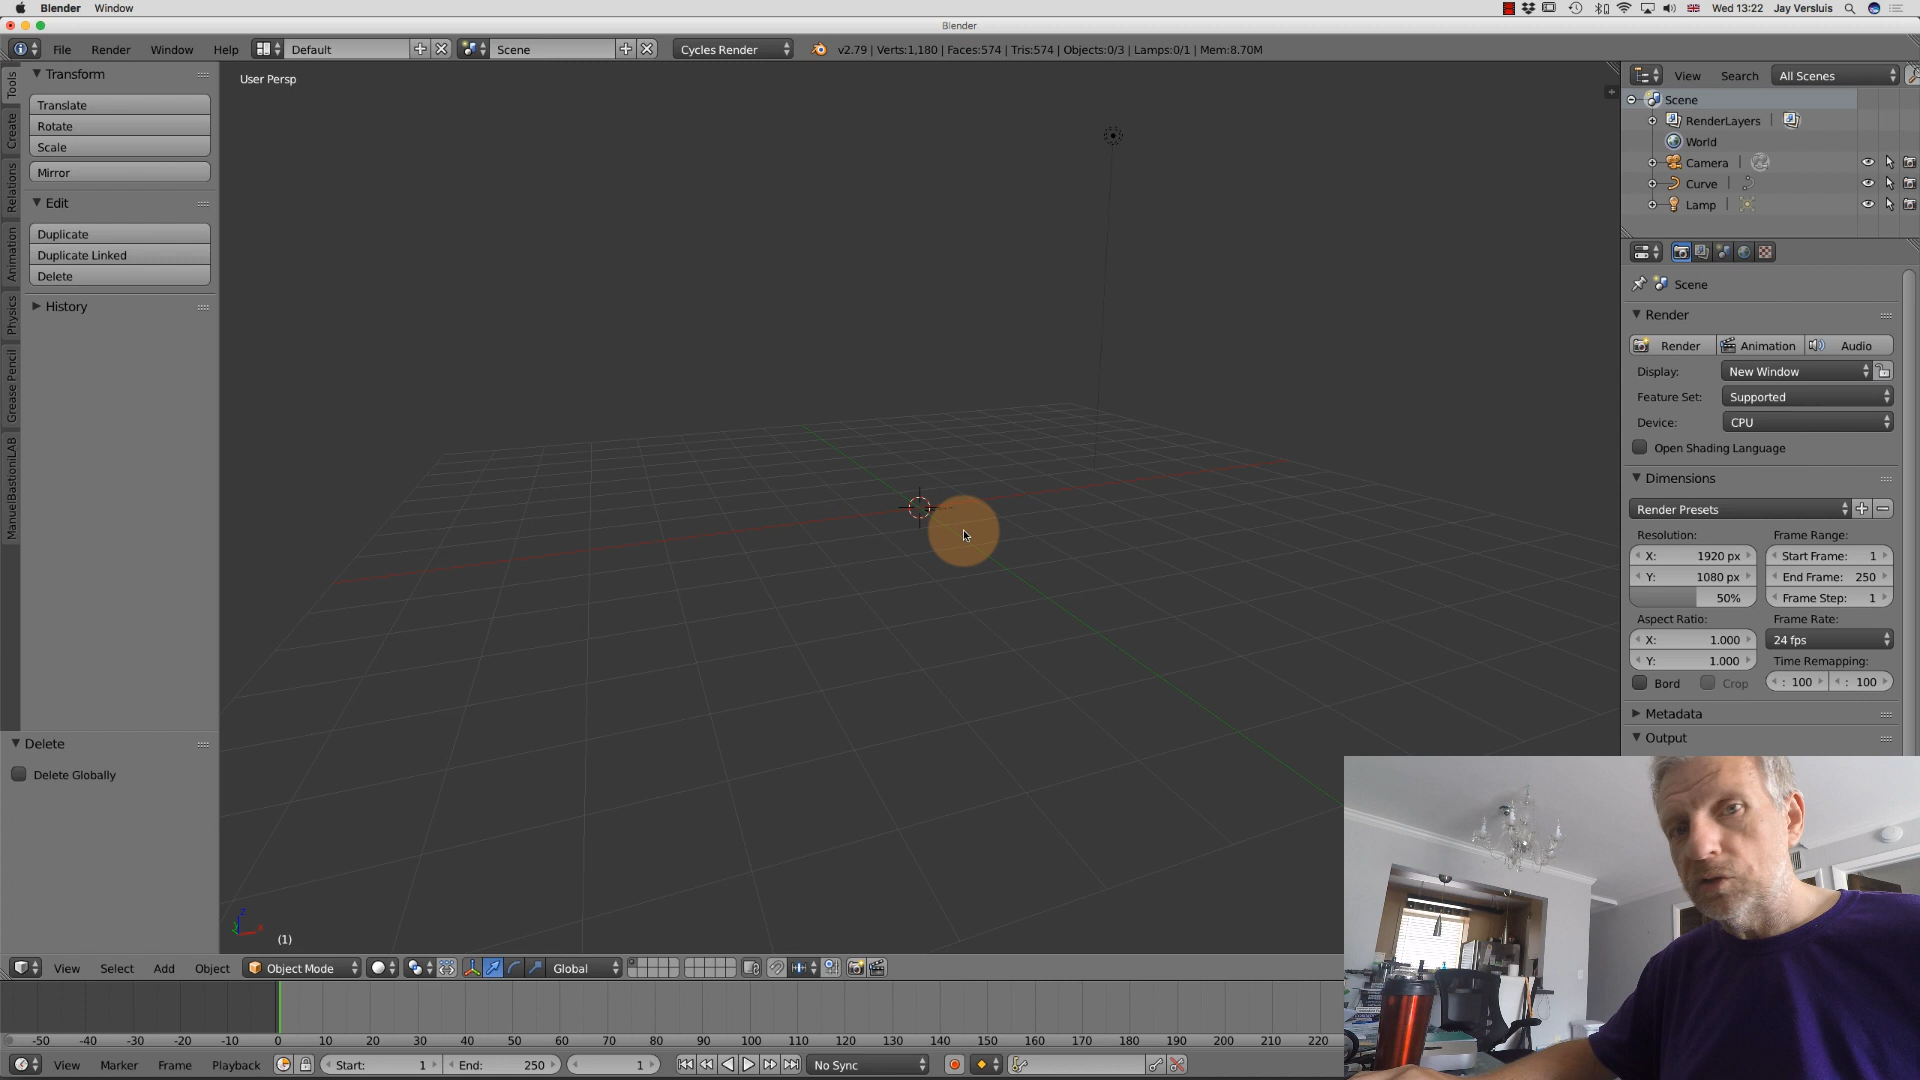 Blender Window
Wed 13:22 Jay Versluis
Blender
File Render Window Help Default Scene Cycles Render v2.79 | Verts:1,180 | Faces:574 | Tris:574 | Objects:0/3 | Lamps:0/1 | Mem:8.70M
Tools
Create
Relations
Animation
Physics
Grease Pencil
ManuelBastioniLAB
Transform
Translate
Rotate
Scale
Mirror
Edit
Duplicate
Duplicate Linked
Delete
History
Delete
Delete Globally
User Persp
(1)
View Search All Scenes
Scene
RenderLayers
World
Camera
Curve
Lamp
Scene
Render
Render Animation Audio
Display: New Window
Feature Set: Supported
Device: CPU
Open Shading Language
Dimensions
Render Presets
Resolution: Frame Range:
X: 1920 px Start Frame: 1
Y: 1080 px End Frame: 250
50% Frame Step: 1
Aspect Ratio: Frame Rate:
X: 1.000 24 fps
Y: 1.000 Time Remapping:
Bord Crop : 100 : 100
Metadata
Output
View Select Add Object Object Mode Global
-50 -40 -30 -20 -10 0 10 20 30 40 50 60 70 80 90 100 110 120 130 140 150 160 170 180 190 200 210 220
View Marker Frame Playback Start: 1 End: 250 1 No Sync